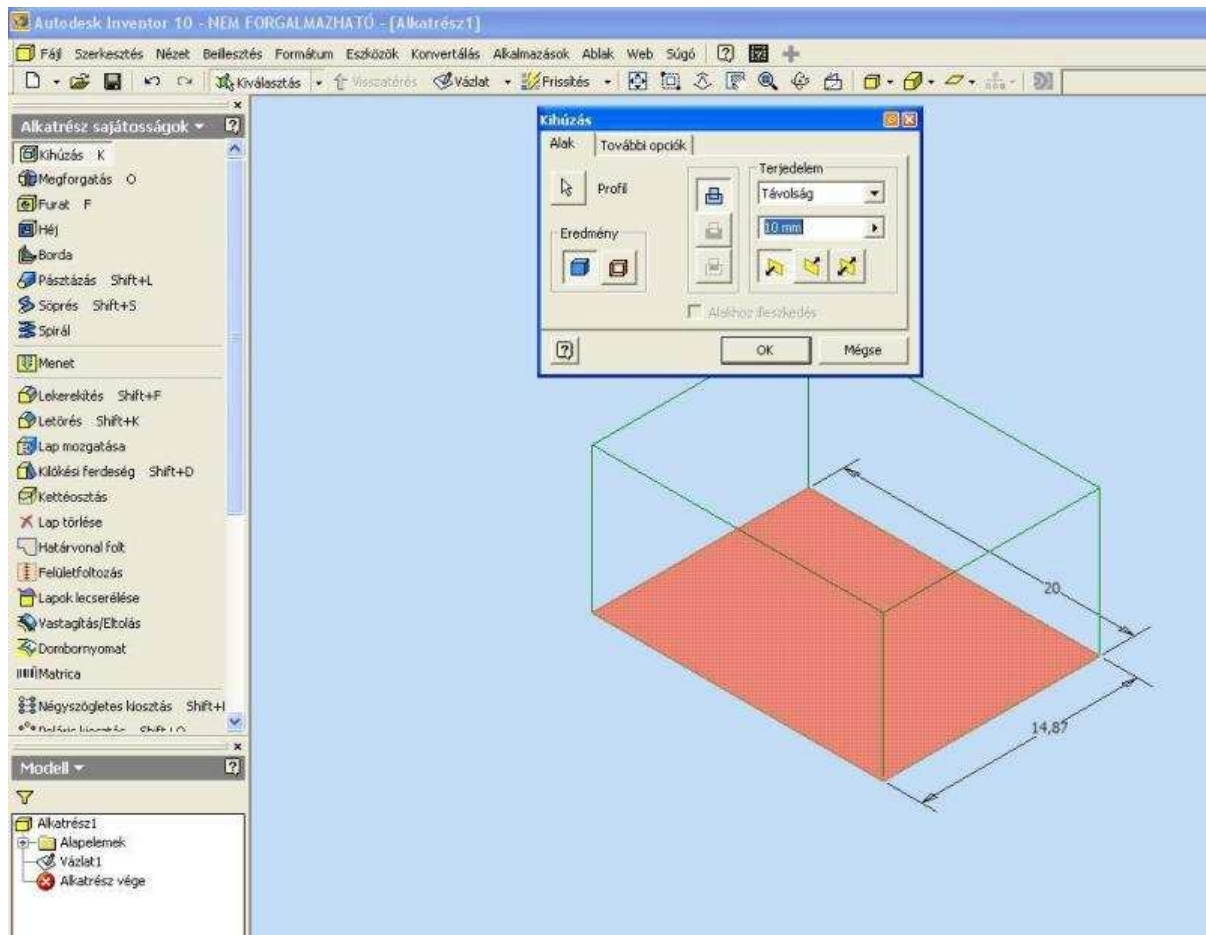 Autodesk Inventor 10 - NEM FORGALMAZHATÓ - [Alkatrész1]
Fájl Szerkesztés Nézet Beillesztés Formátum Eszközök Konvertálás Alkalmazások Ablak Web Súgó
Kiválasztás Visszatérés Vázlat Frissítés
Alkatrész sajátosságok
Kihúzás K
Megforgatás O
Furat F
Héj
Borda
Pásztázás Shift+L
Söprés Shift+S
Spirál
Menet
Lekerekítés Shift+F
Letörés Shift+K
Lap mozgatása
Kilökési ferdeség Shift+D
Kettéosztás
Lap törlése
Határvonal folt
Felületfoltozás
Lapok lecserélése
Vastagítás/Eltolás
Dombornyomat
Matrica
Négyszögletes kiosztás Shift+
Modell
Alkatrész1
Alapelemek
Vázlat1
Alkatrész vége
Kihúzás
Alak További opciók
Profil
Eredmény
Terjedelem
Távolság
10 mm
Alakhoz illeszkedés
OK Mégse
20
14,87